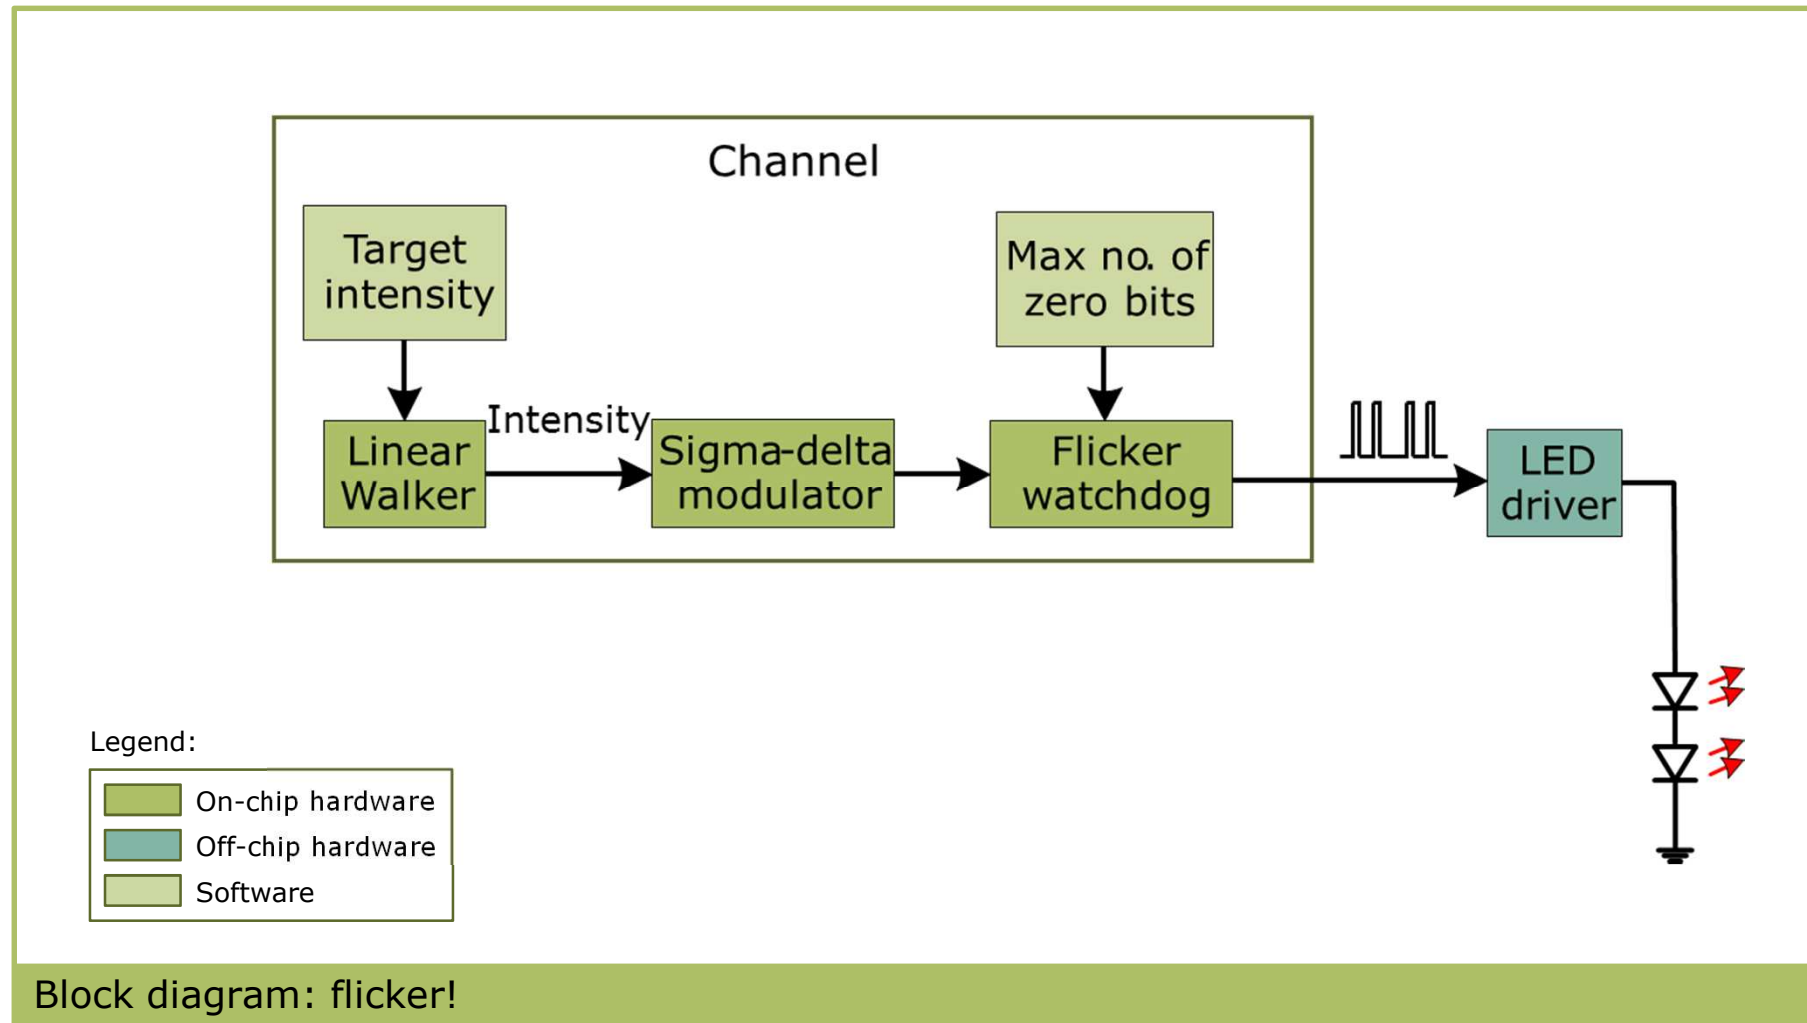 Channel
Target
intensity
Max no. of
zero bits
Linear
Walker
Intensity
Sigma-delta
modulator
Flicker
watchdog
LED
driver
Legend:
On-chip hardware
Off-chip hardware
Software
Block diagram: flicker!